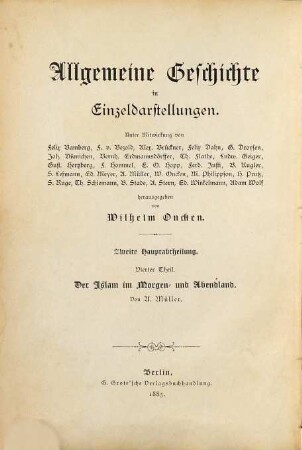 Allgemeine Geschichte
in
Einzeldarstellungen.
Unter Mitwirkung von
Felix Bamberg, F. v. Bezold, Alex. Brückner, Felix Dahn, G. Droysen,
Joh. Dümichen, Bernh. Erdmannsdörffer, Th. Flathe, Ludw. Geiger,
Gust. Hertzberg, F. Hommel, E. O. Hopp, Ferd. Justi, B. Kugler,
S. Lefmann, Ed. Meyer, A. Müller, W. Oncken, M. Philippson, H. Prutz,
S. Ruge, Th. Schiemann, B. Stade, A. Stern, Ed. Winkelmann, Adam Wolf
herausgegeben
von
Wilhelm Oncken.
Zweite Hauptabtheilung.
Vierter Theil.
Der Islam im Morgen- und Abendland.
Von A. Müller.
Berlin,
G. Grote'sche Verlagsbuchhandlung.
1885.